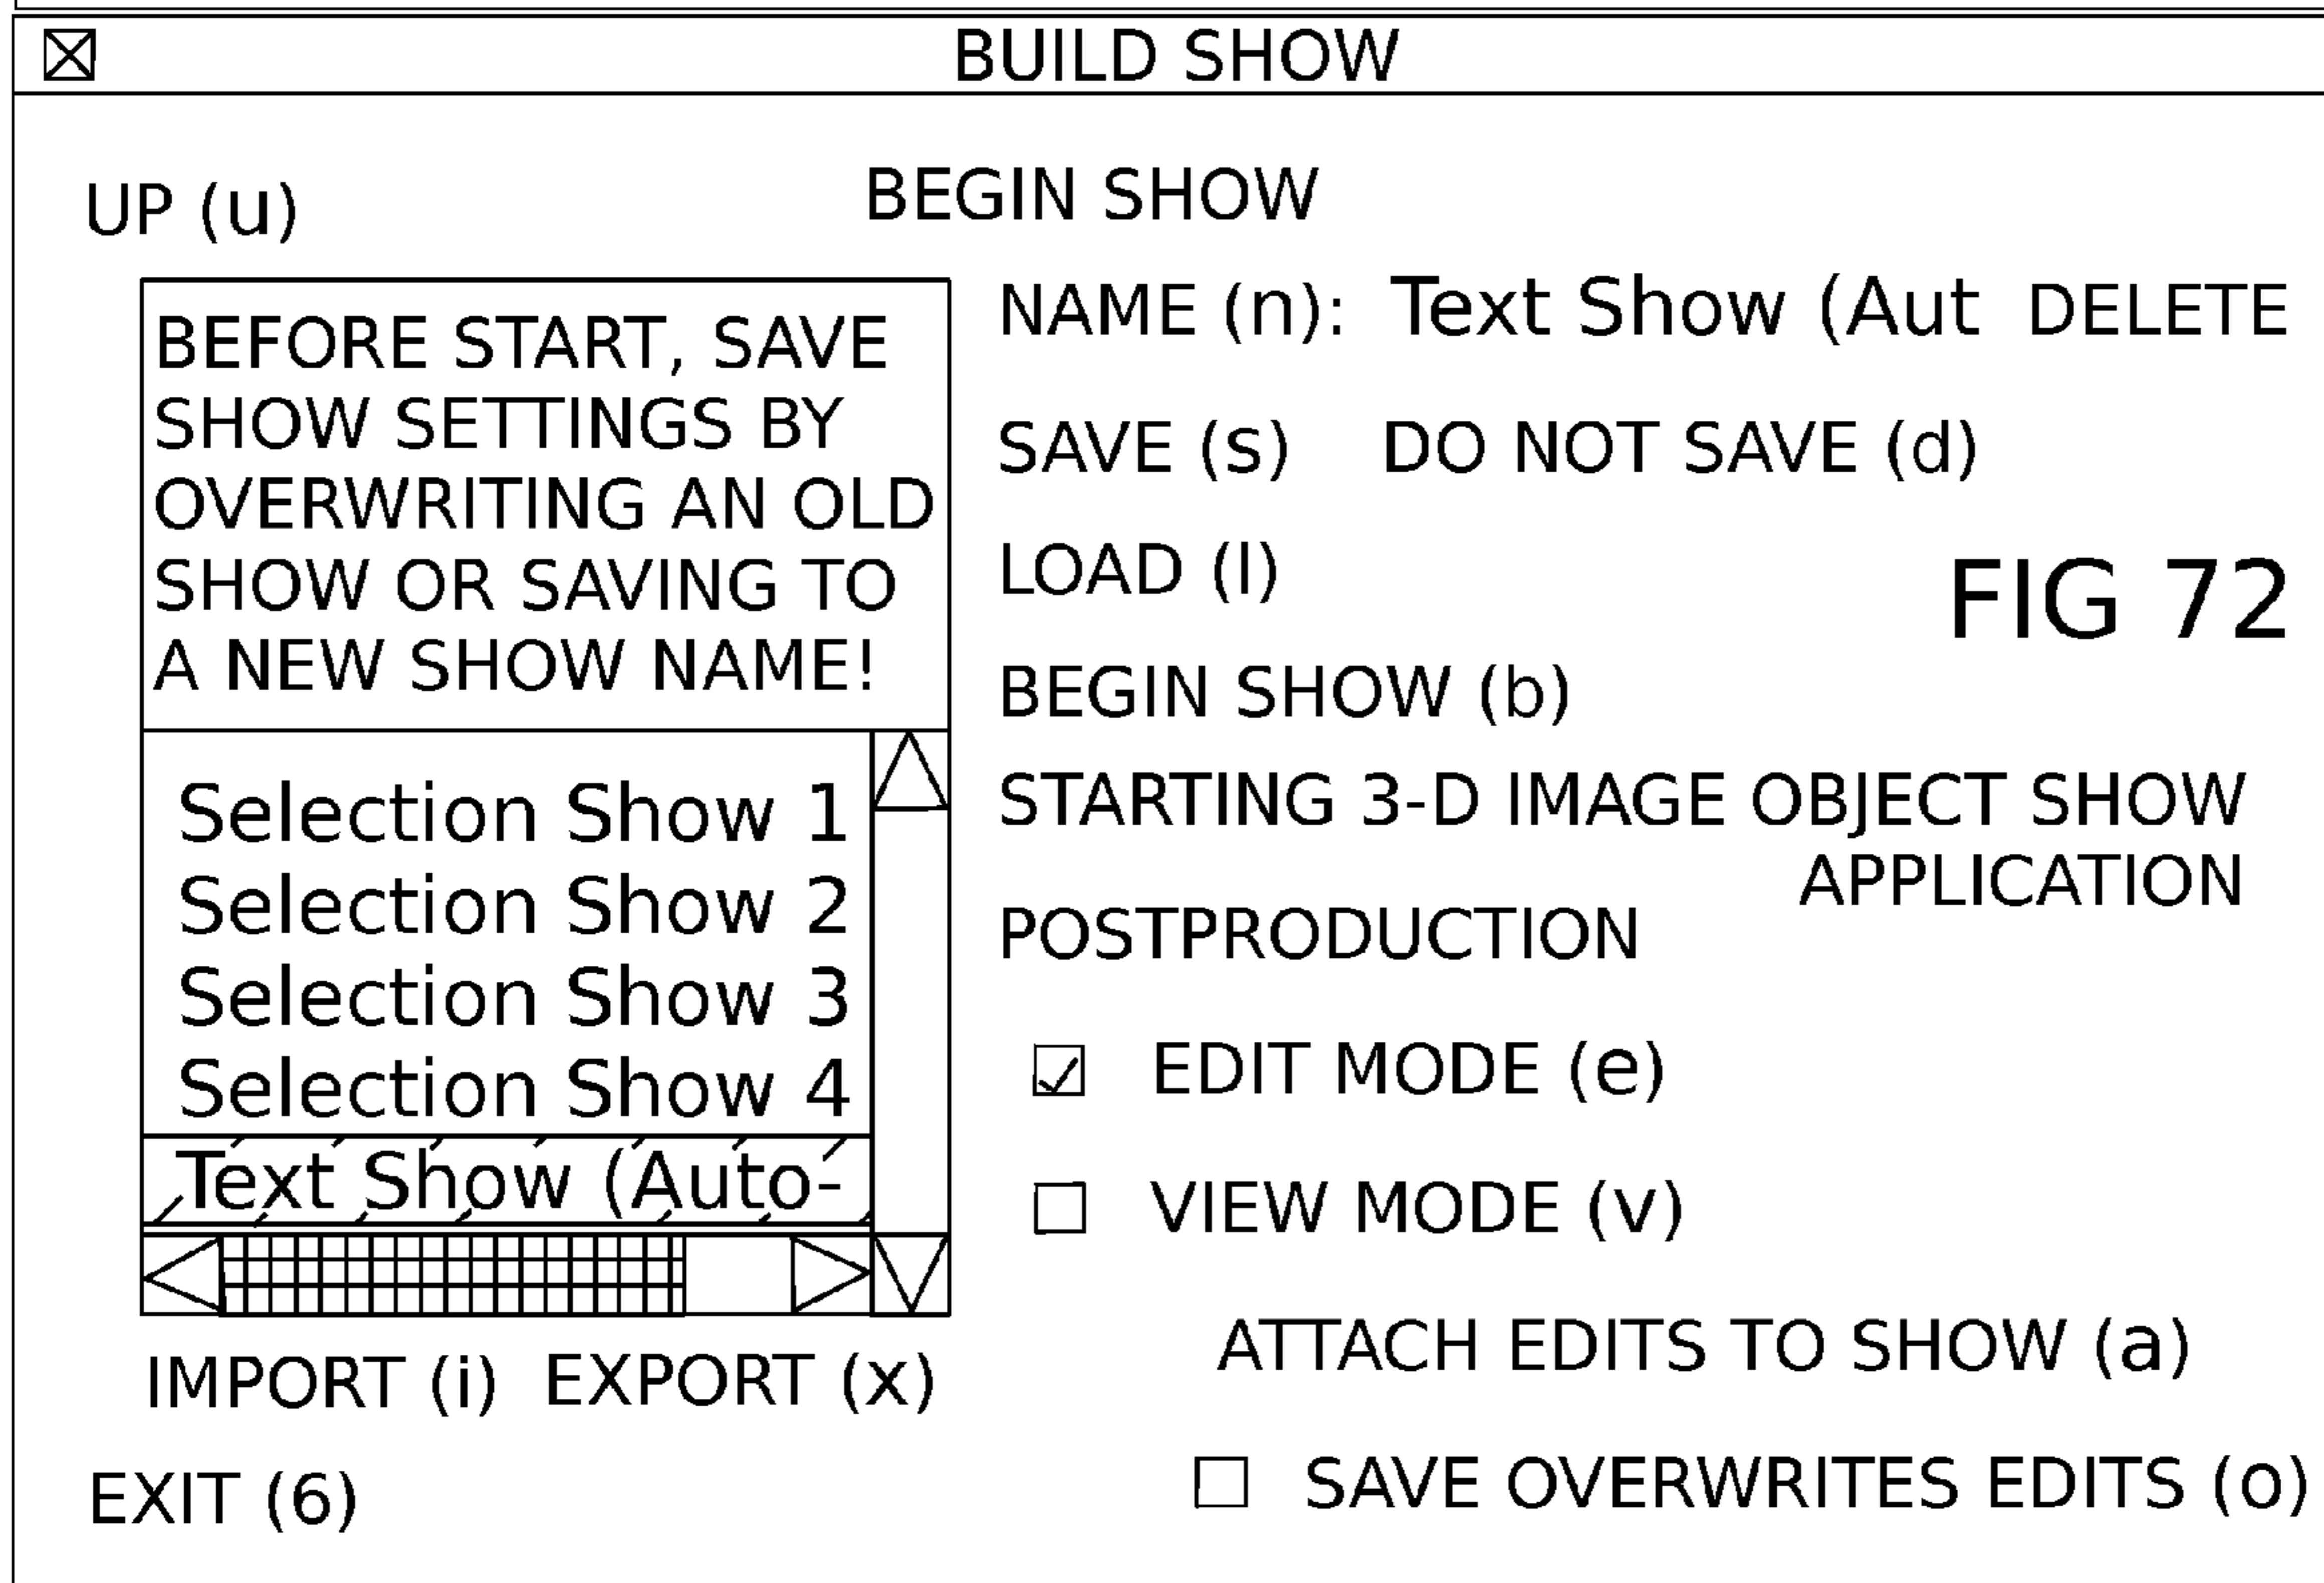 BUILD SHOW
UP (u)
BEGIN SHOW
BEFORE START, SAVE
SHOW SETTINGS BY
OVERWRITING AN OLD
SHOW OR SAVING TO
A NEW SHOW NAME!
Selection Show 1
Selection Show 2
Selection Show 3
Selection Show 4
Text Show (Auto-
IMPORT (i) EXPORT (x)
EXIT (6)
NAME (n): Text Show (Aut DELETE
SAVE (s) DO NOT SAVE (d)
LOAD (l)
FIG 72
BEGIN SHOW (b)
STARTING 3-D IMAGE OBJECT SHOW
APPLICATION
POSTPRODUCTION
EDIT MODE (e)
VIEW MODE (v)
ATTACH EDITS TO SHOW (a)
SAVE OVERWRITES EDITS (o)